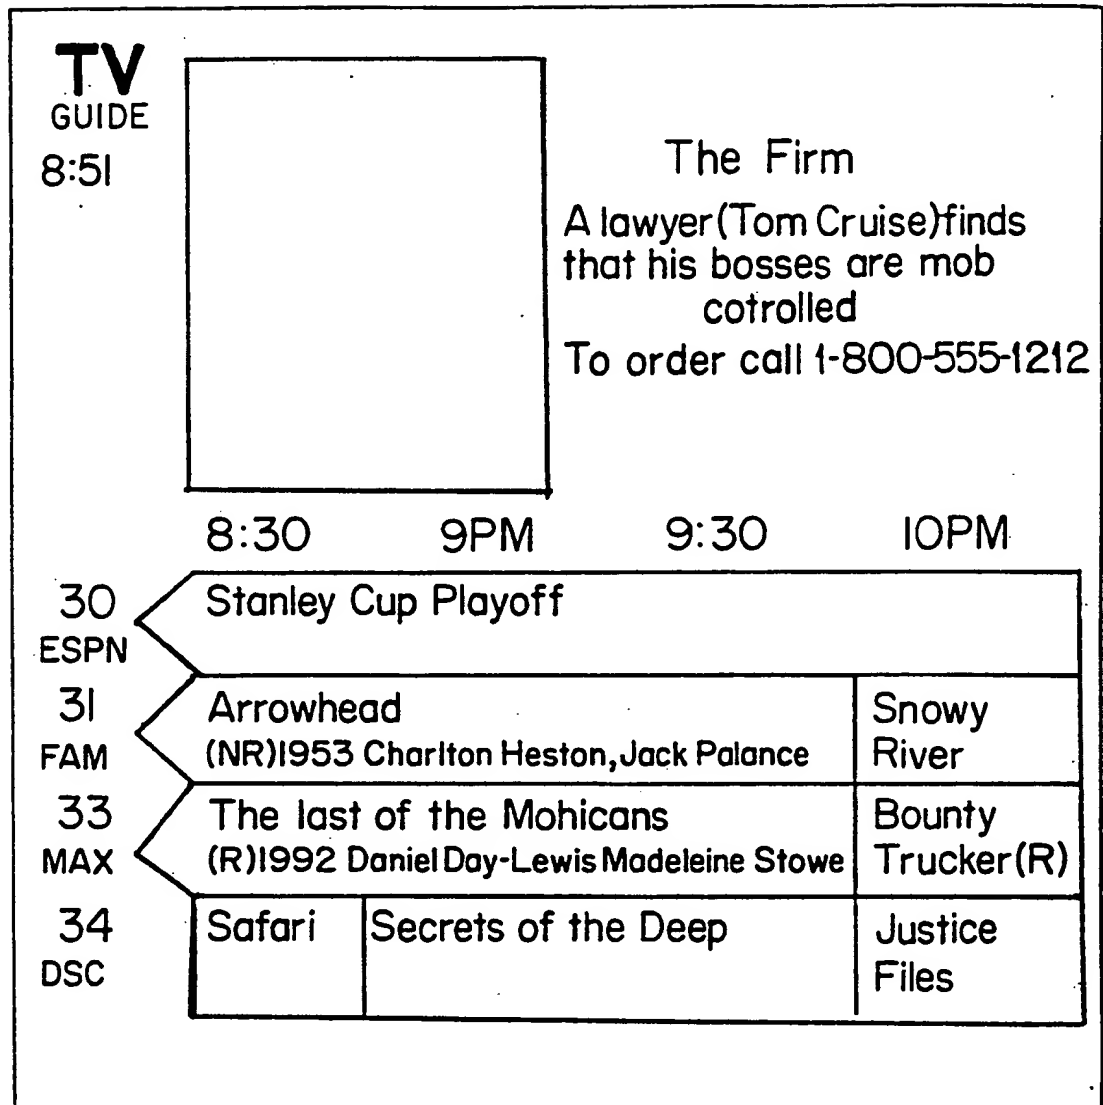 TV
GUIDE
8:51
The Firm
A lawyer(Tom Cruise)finds
that his bosses are mob
cotrolled
To order call 1-800-555-1212
8:30 9PM 9:30 10PM
30 Stanley Cup Playoff
ESPN
31 Arrowhead Snowy
FAM (NR)1953 Charlton Heston,Jack Palance River
33 The last of the Mohicans Bounty
MAX (R)1992 Daniel Day-Lewis Madeleine Stowe Trucker(R)
34 Safari Secrets of the Deep Justice
DSC Files